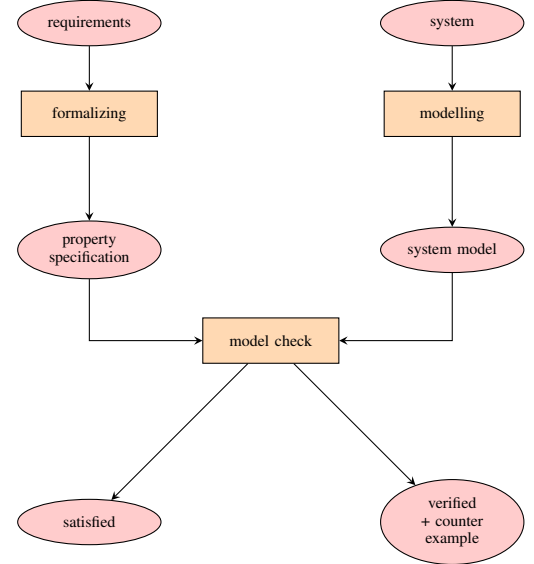 requirements
system
formalizing
modelling
property
specification
system model
model check
satisfied
verified
+ counter
example